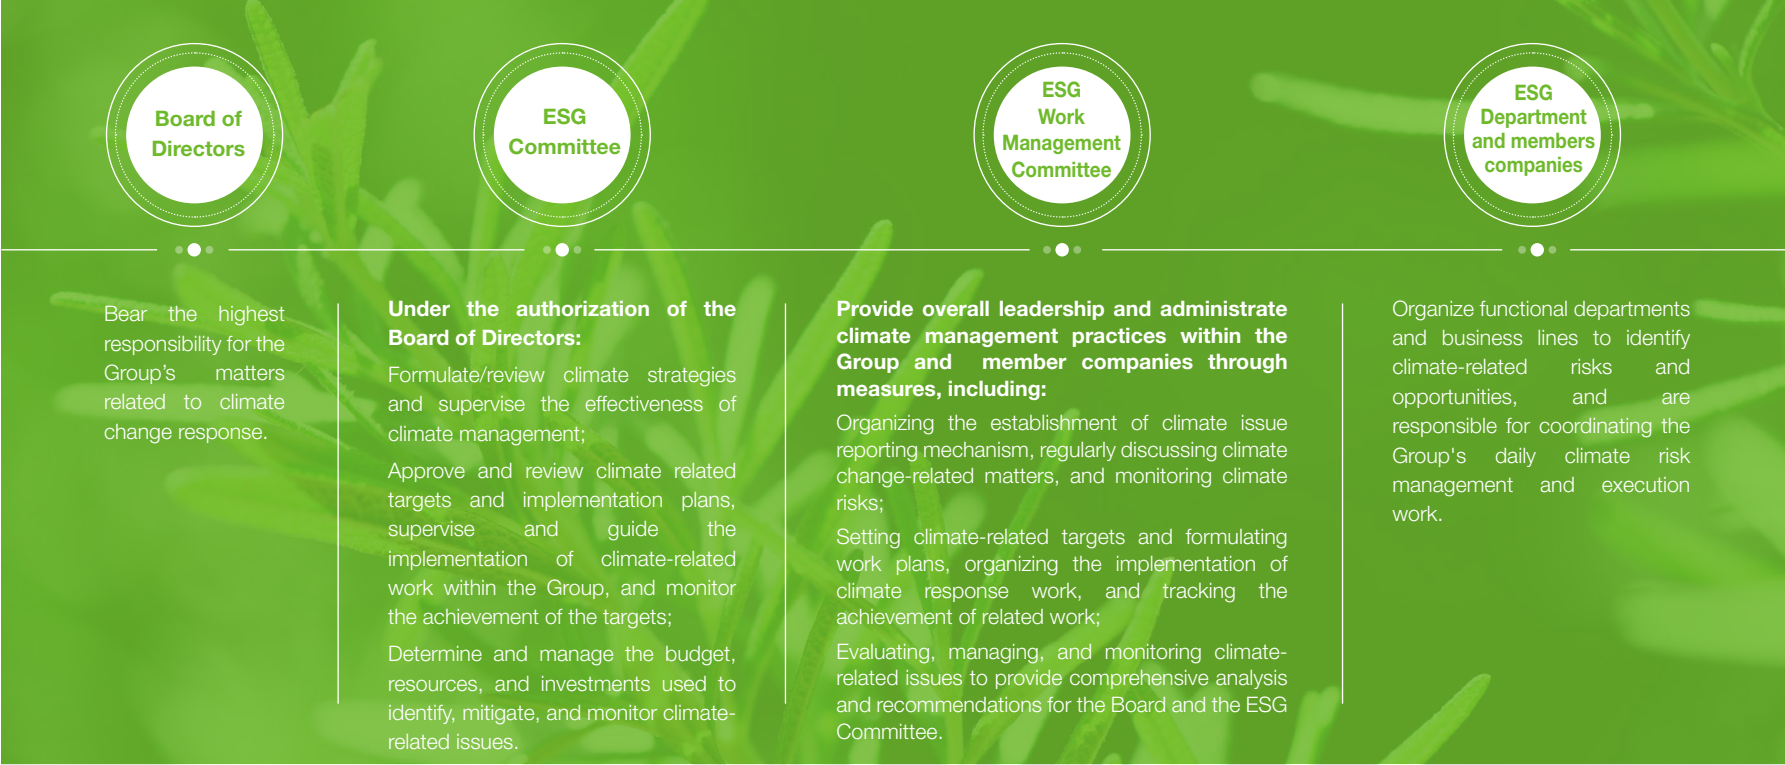 Board of
Directors
ESG
Committee
ESG
Work
Management
Committee
ESG
Department
and members
companies
Bear the highest
responsibility for the
Group’s matters
related to climate
change response.
Under the authorization of the
Board of Directors:
Formulate/review climate strategies
and supervise the effectiveness of
climate management;
Approve and review climate related
targets and implementation plans,
supervise and guide the
implementation of climate-related
work within the Group, and monitor
the achievement of the targets;
Determine and manage the budget,
resources, and investments used to
identify, mitigate, and monitor climate-
related issues.
Provide overall leadership and administrate
climate management practices within the
Group and member companies through
measures, including:
Organizing the establishment of climate issue
reporting mechanism, regularly discussing climate
change-related matters, and monitoring climate
risks;
Setting climate-related targets and formulating
work plans, organizing the implementation of
climate response work, and tracking the
achievement of related work;
Evaluating, managing, and monitoring climate-
related issues to provide comprehensive analysis
and recommendations for the Board and the ESG
Committee.
Organize functional departments
and business lines to identify
climate-related risks and
opportunities, and are
responsible for coordinating the
Group's daily climate risk
management and execution
work.